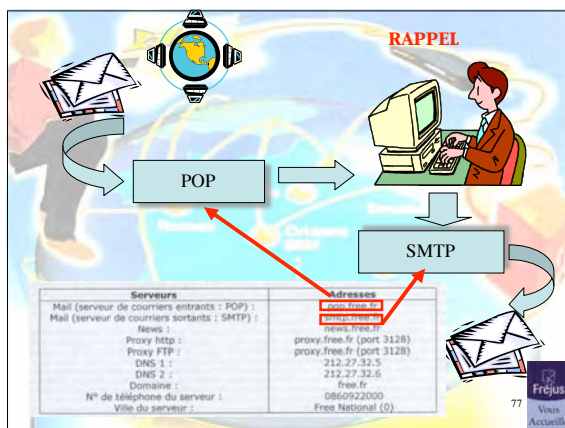 RAPPEL
POP
SMTP
Serveurs Adresses
Mail (serveur de courriers entrants : POP) : pop.free.fr
Mail (serveur de courriers sortants : SMTP) : smtp.free.fr
News : news.free.fr
Proxy http : proxy.free.fr (port 3128)
Proxy FTP : proxy.free.fr (port 3128)
DNS 1 : 212.27.32.5
DNS 2 : 212.27.32.6
Domaine : free.fr
N° de téléphone du serveur : 0860922000
Ville du serveur : Free National (0)
77
Fréjus
Vous
Accueille